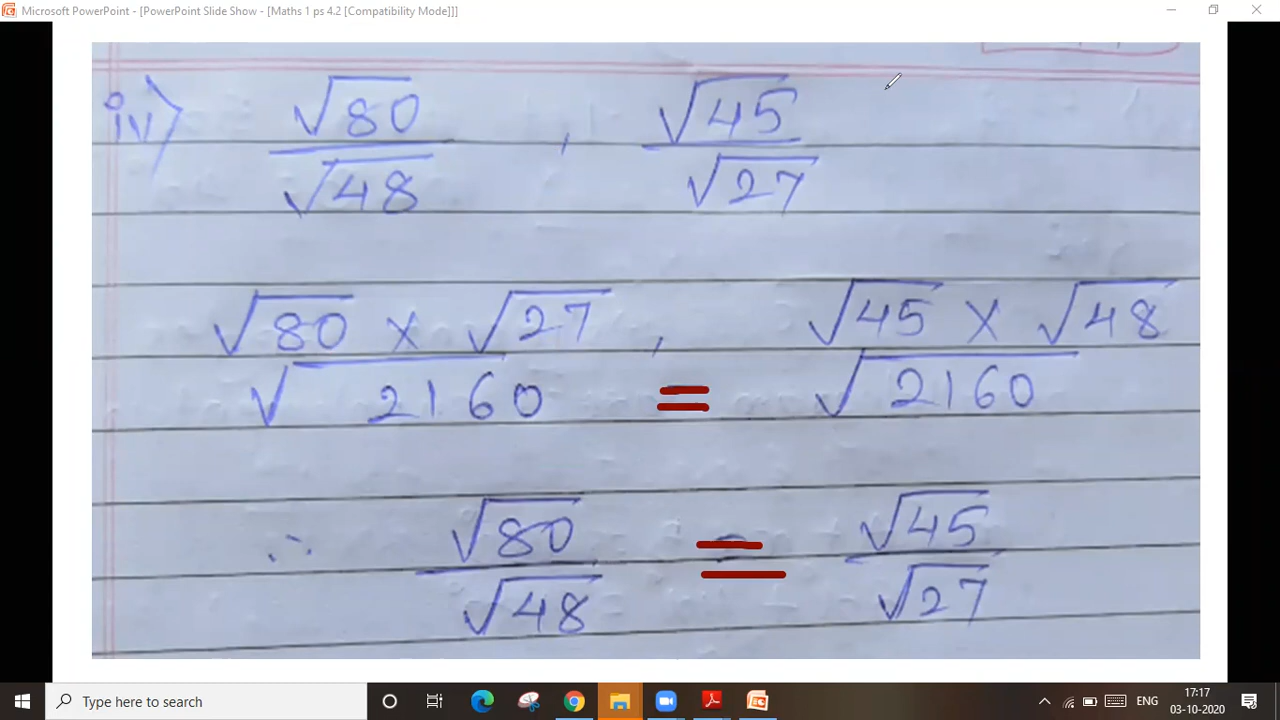 Microsoft PowerPoint - [PowerPoint Slide Show - [Maths 1 ps 4.2 [Compatibility Mode]]]
iv) √80/√48 , √45/√27
√80 × √27 , √45 × √48
√2160 = √2160
∴ √80/√48 = √45/√27
Type here to search
ENG
17:17
03-10-2020